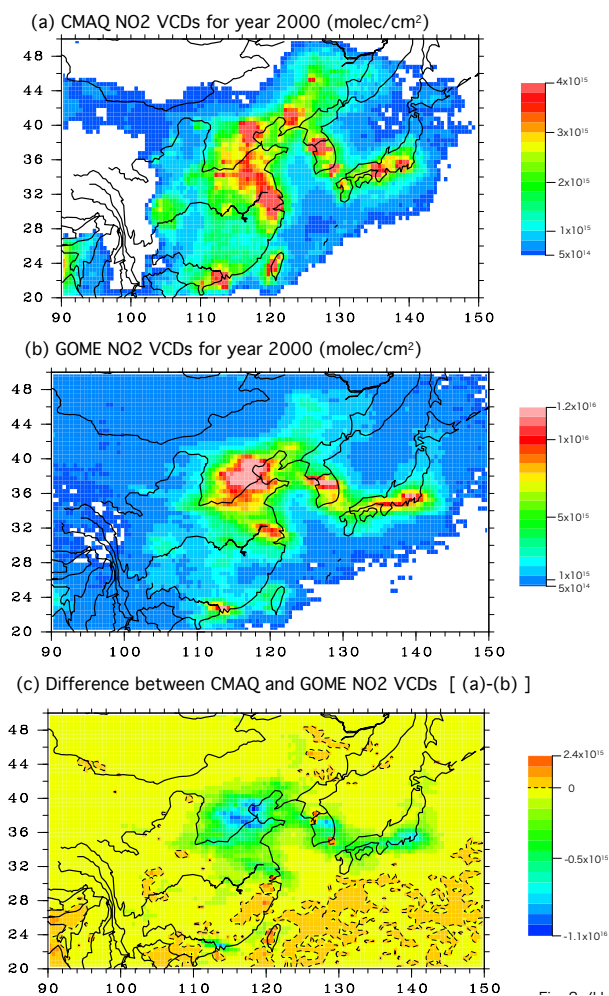 (a) CMAQ NO2 VCDs for year 2000 (molec/cm²)
48
44
40
36
32
28
24
20
90 100 110 120 130 140 150
4x10¹⁵
3x10¹⁵
2x10¹⁵
1x10¹⁵
5x10¹⁴
(b) GOME NO2 VCDs for year 2000 (molec/cm²)
48
44
40
36
32
28
24
20
90 100 110 120 130 140 150
1.2x10¹⁶
1x10¹⁶
5x10¹⁵
1x10¹⁵
5x10¹⁴
(c) Difference between CMAQ and GOME NO2 VCDs [ (a)-(b) ]
48
44
40
36
32
28
24
20
90 100 110 120 130 140 150
2.4x10¹⁵
0
-0.5x10¹⁵
-1.1x10¹⁶